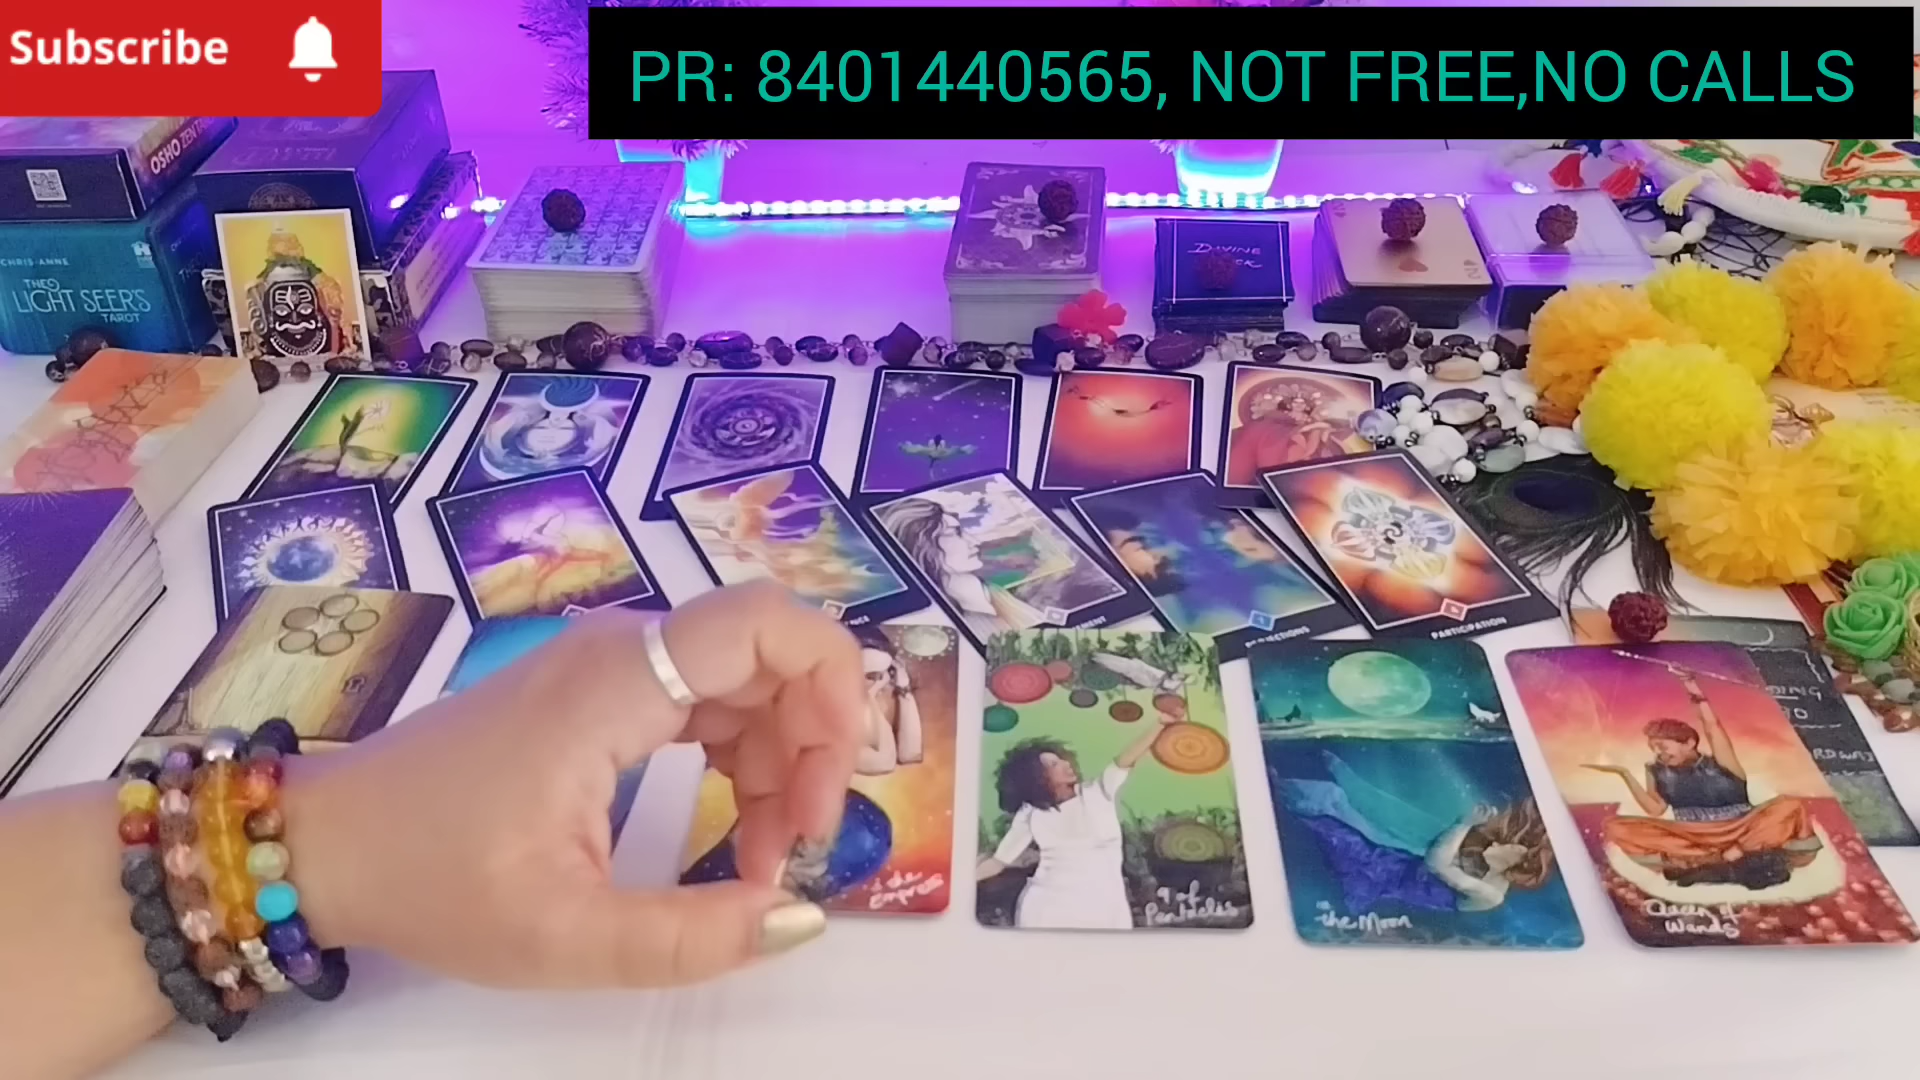 Subscribe
PR: 8401440565, NOT FREE,NO CALLS
OSHO ZEN
CHRIS-ANNE
THE
LIGHT SEER'S
TAROT
DIVINE
PARTICIPATION
the Empress
9 of
Pentacles
the Moon
Queen of
Wands